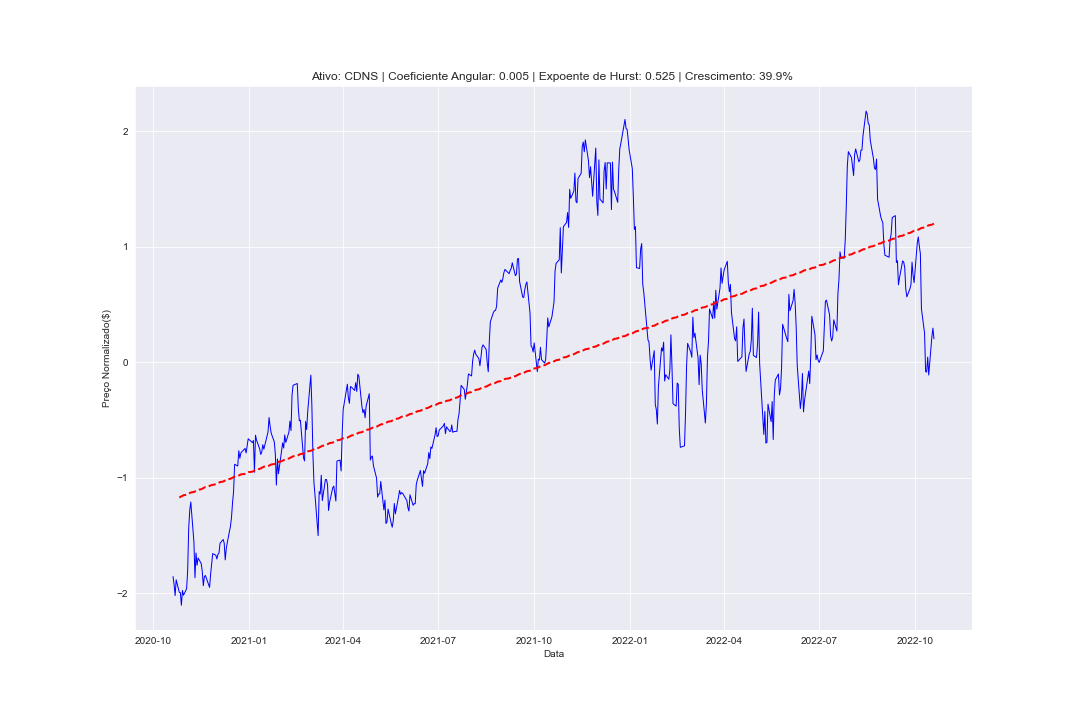 Ativo: CDNS | Coeficiente Angular: 0.005 | Expoente de Hurst: 0.525 | Crescimento: 39.9%
Preço Normalizado($)
2
1
0
−1
−2
2020-10 2021-01 2021-04 2021-07 2021-10 2022-01 2022-04 2022-07 2022-10
Data